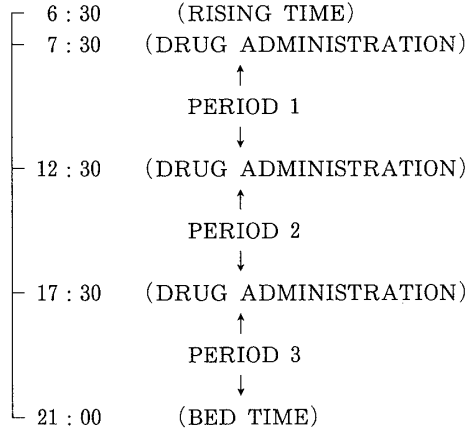 6 : 30 (RISING TIME)
7 : 30 (DRUG ADMINISTRATION)
↑
PERIOD 1
↓
12 : 30 (DRUG ADMINISTRATION)
↑
PERIOD 2
↓
17 : 30 (DRUG ADMINISTRATION)
↑
PERIOD 3
↓
21 : 00 (BED TIME)